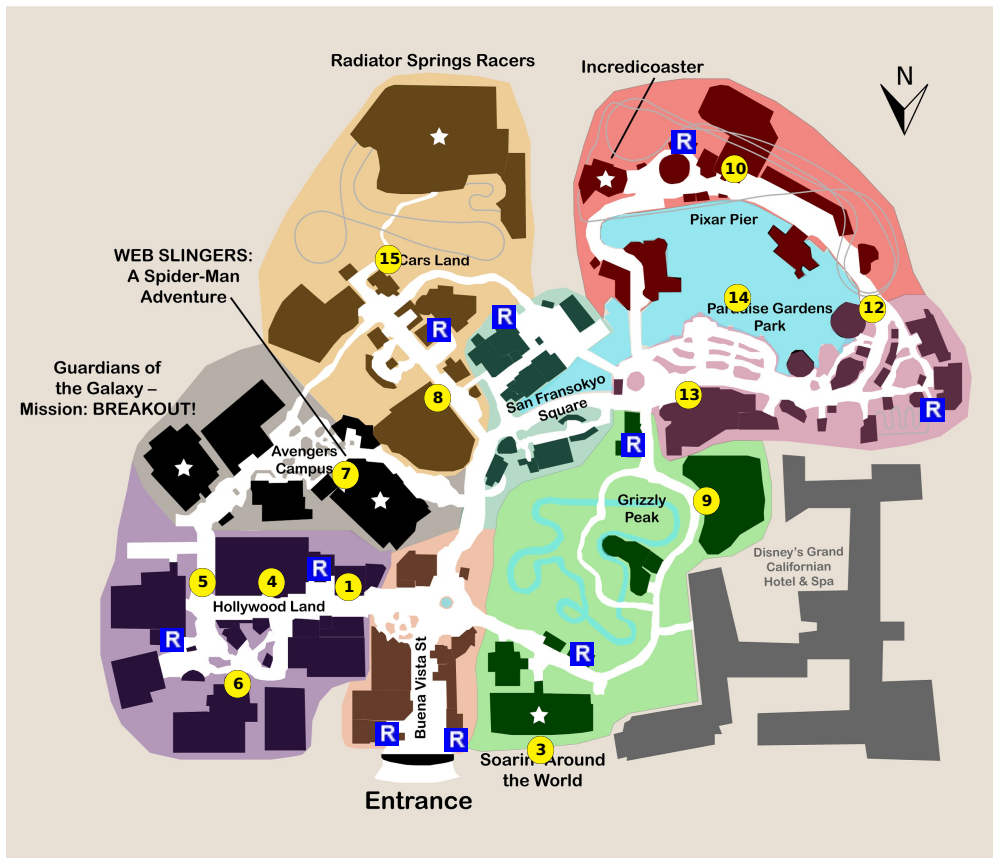 Radiator Springs Racers
Incredicoaster
N
R
10
Pixar Pier
WEB SLINGERS:
A Spider-Man
Adventure
15
Cars Land
14
Paradise Gardens
Park
12
R
R
Guardians of
the Galaxy –
Mission: BREAKOUT!
8
San Fransokyo
Square
13
R
R
Avengers
Campus
7
Grizzly
Peak
9
Disney's Grand
Californian
Hotel & Spa
R
5
4
1
Hollywood Land
R
6
Buena Vista St
R
R
R
3
Soarin' Around
the World
Entrance